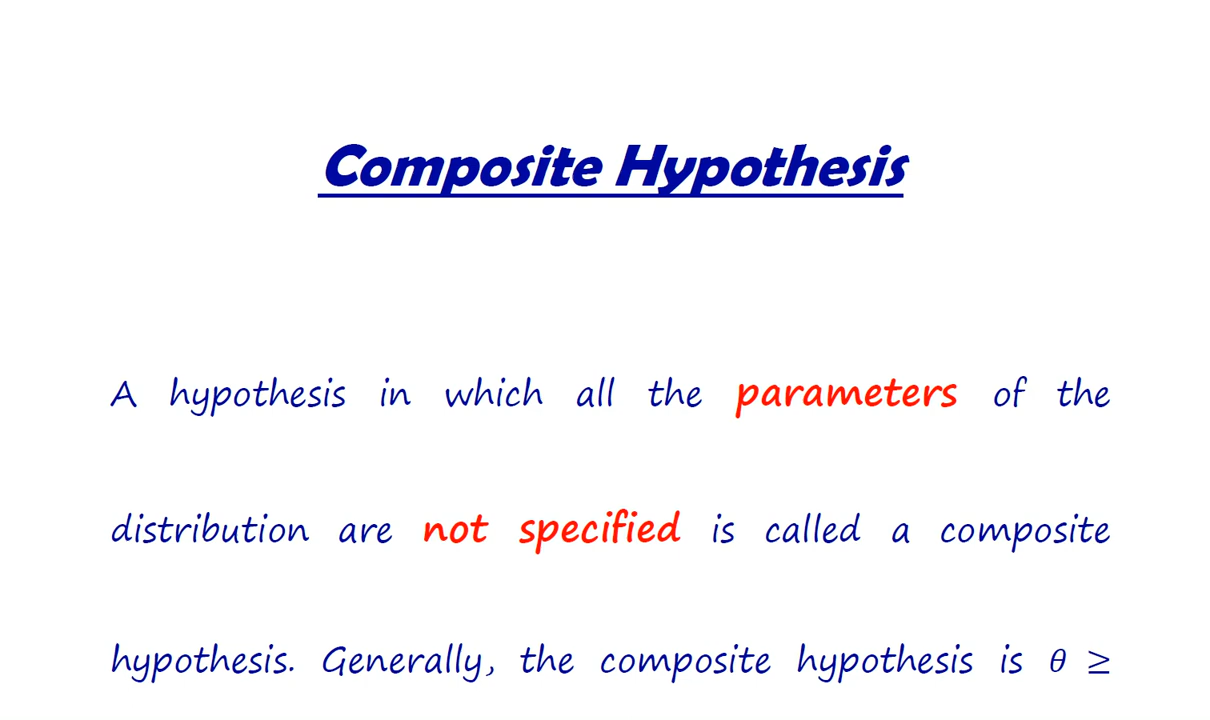 Composite Hypothesis
A hypothesis in which all the parameters of the
distribution are not specified is called a composite
hypothesis. Generally, the composite hypothesis is θ ≥